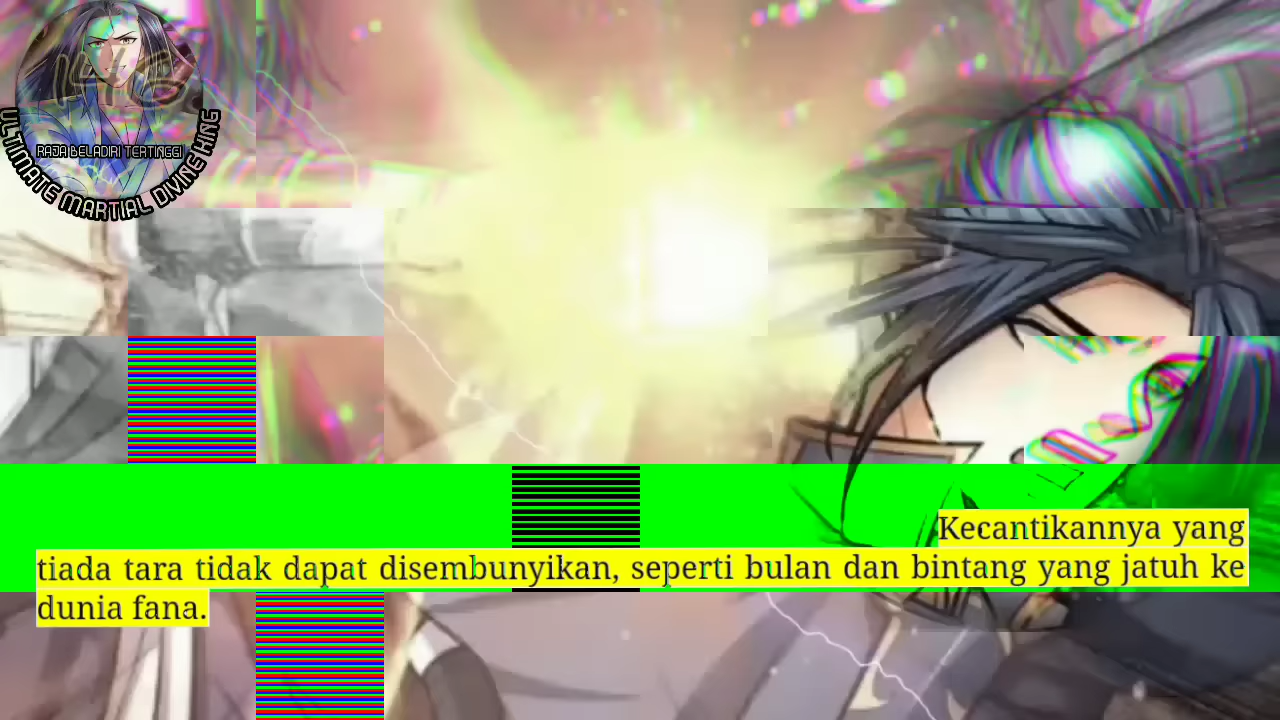 RAJA BELADIRI TERTINGGI
ULTIMATE MARTIAL DIVINE KING
Kecantikannya yang
tiada tara tidak dapat disembunyikan, seperti bulan dan bintang yang jatuh ke
dunia fana.